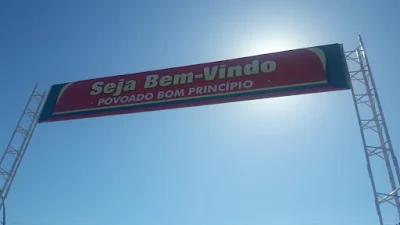 Seja Bem-Vindo
• POVOADO BOM PRINCÍPIO •